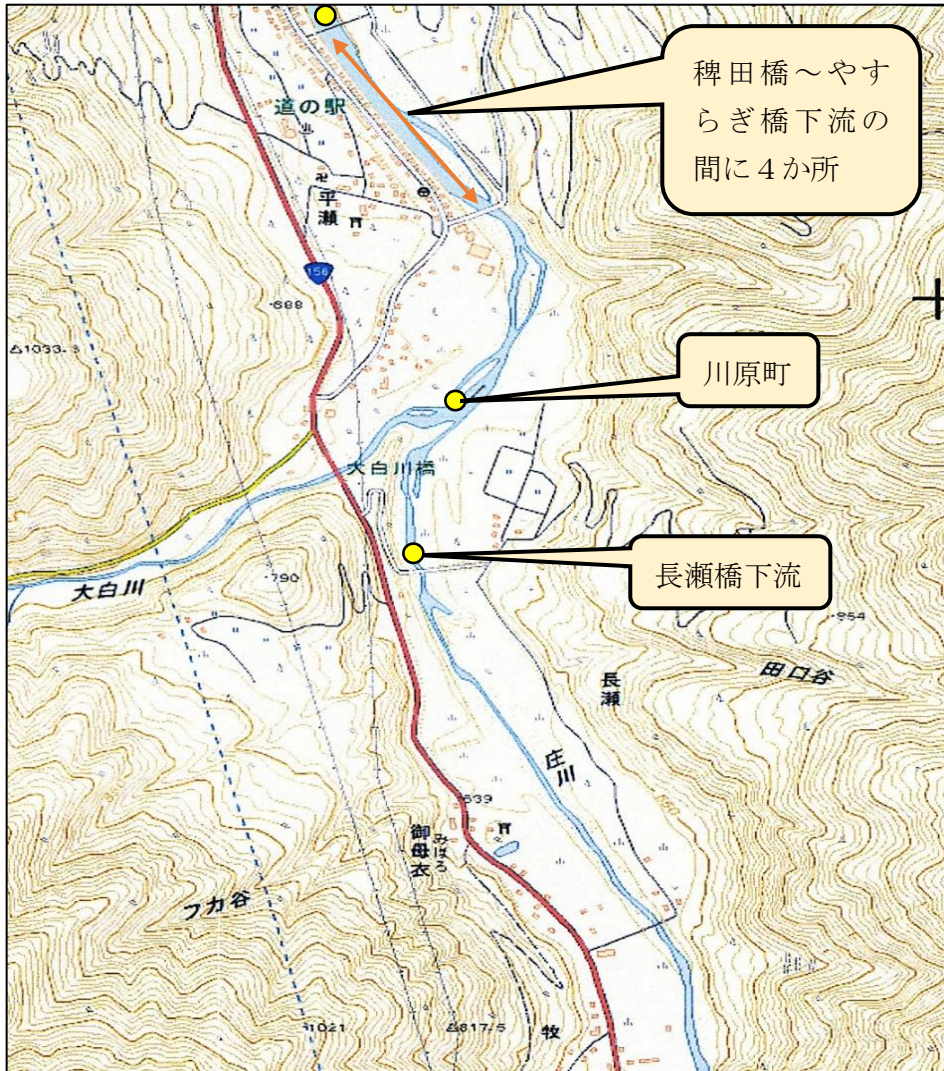 稗田橋~やす
らぎ橋下流の
間に4か所
道の駅
平瀬
156
・688
△1033.3
川原町
大白川橋
長瀬橋下流
大白川
・790
・854
田口谷
長瀬
庄川
・639
御母衣
みぼろ
フカ谷
・1021
△817.5
牧